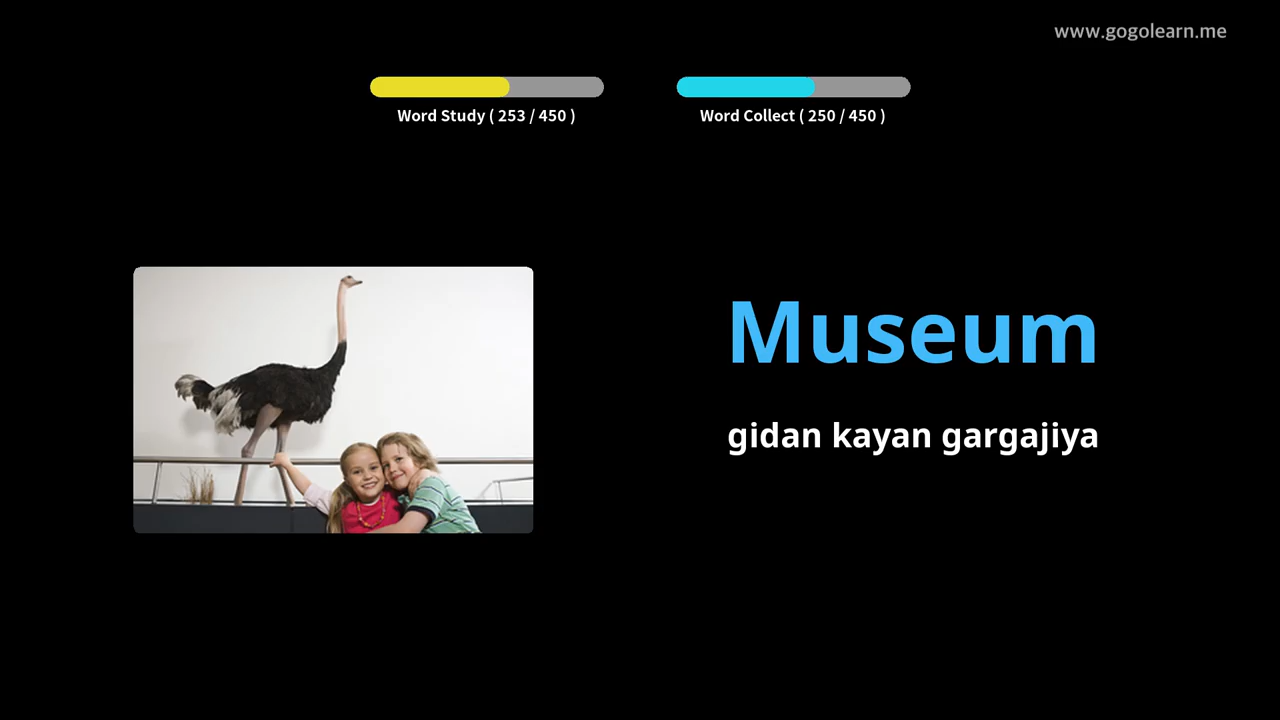 www.gogolearn.me
Word Study ( 253 / 450 )
Word Collect ( 250 / 450 )
Museum
gidan kayan gargajiya